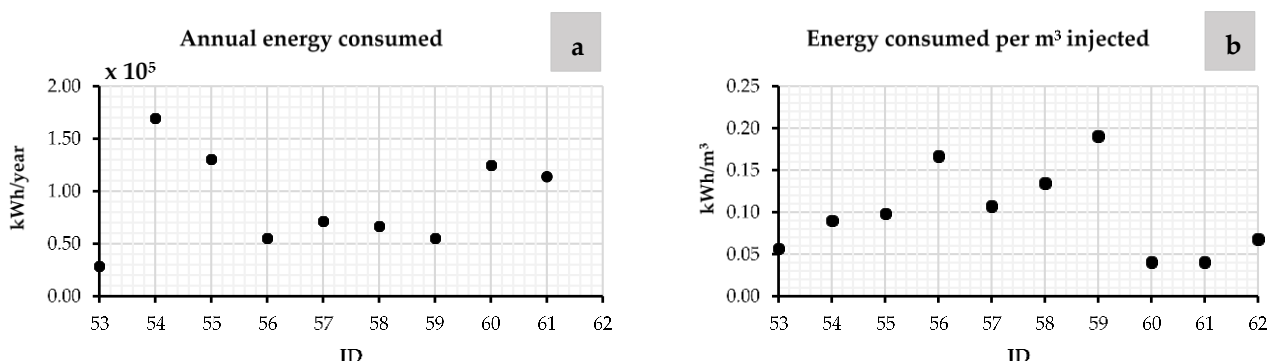 Annual energy consumed
a
x 10⁵
2.00
1.50
1.00
0.50
0.00
kWh/year
53 54 55 56 57 58 59 60 61 62
ID
Energy consumed per m³ injected
b
0.25
0.20
0.15
0.10
0.05
0.00
kWh/m³
53 54 55 56 57 58 59 60 61 62
ID